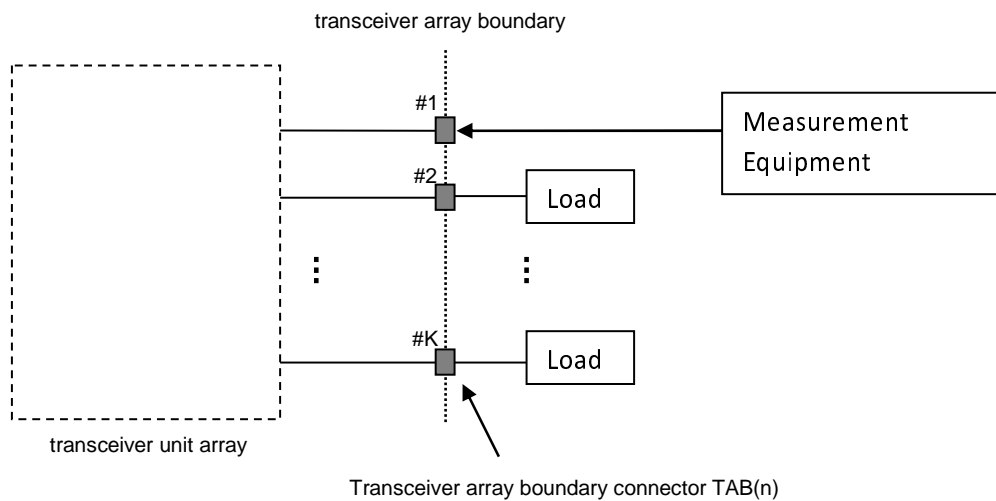 transceiver array boundary
#1
Measurement
Equipment
#2
Load
#K
Load
transceiver unit array
Transceiver array boundary connector TAB(n)